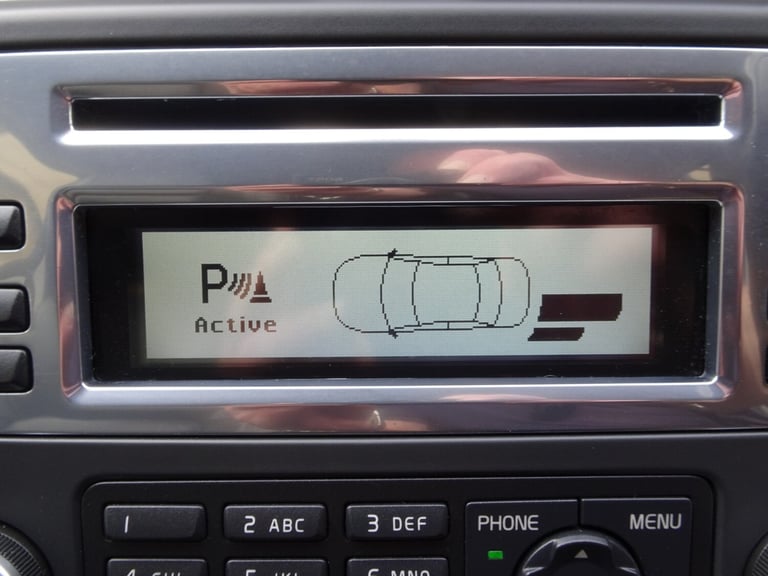 P
Active
1
2 ABC
3 DEF
PHONE
MENU